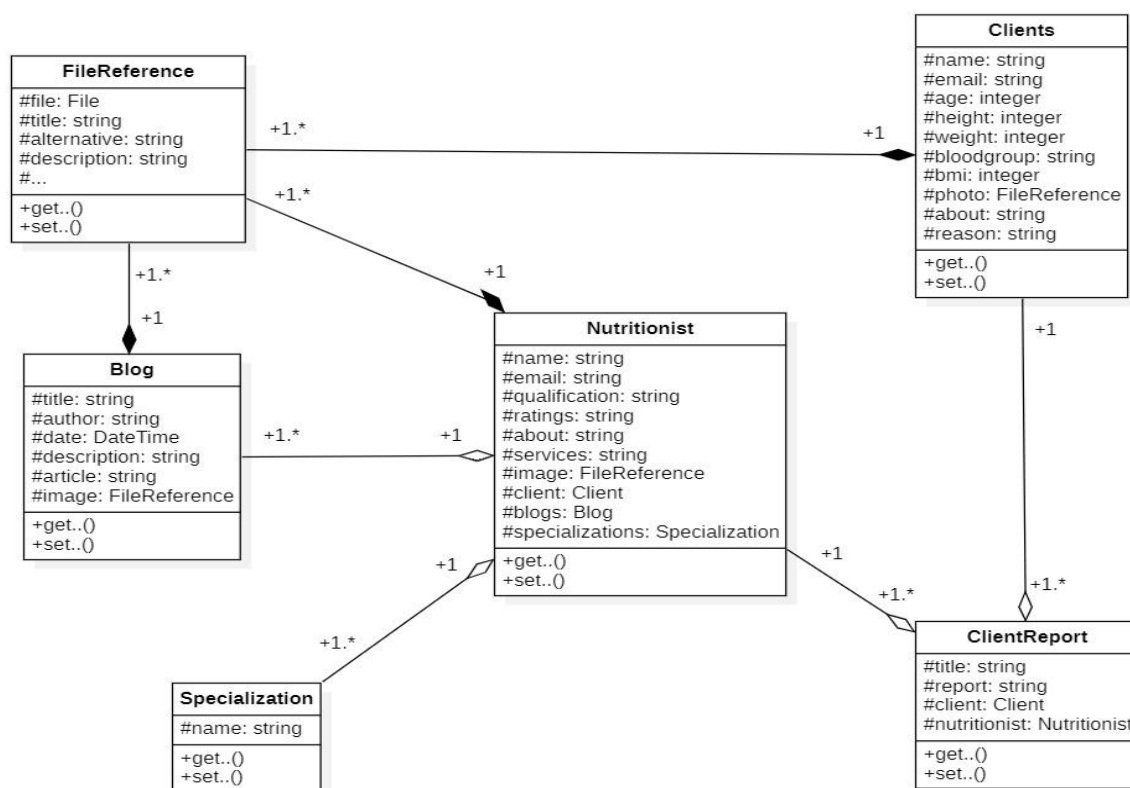 FileReference
#file: File
#title: string
#alternative: string
#description: string
#...
+get..()
+set..()
Clients
#name: string
#email: string
#age: integer
#height: integer
#weight: integer
#bloodgroup: string
#bmi: integer
#photo: FileReference
#about: string
#reason: string
+get..()
+set..()
+1.*
+1
+1.*
+1
+1.*
+1
Blog
#title: string
#author: string
#date: DateTime
#description: string
#article: string
#image: FileReference
+get..()
+set..()
+1.*
+1
Nutritionist
#name: string
#email: string
#qualification: string
#ratings: string
#about: string
#services: string
#image: FileReference
#client: Client
#blogs: Blog
#specializations: Specialization
+get..()
+set..()
+1
+1.*
+1
+1.*
+1
+1.*
Specialization
#name: string
+get..()
+set..()
ClientReport
#title: string
#report: string
#client: Client
#nutritionist: Nutritionist
+get..()
+set..()